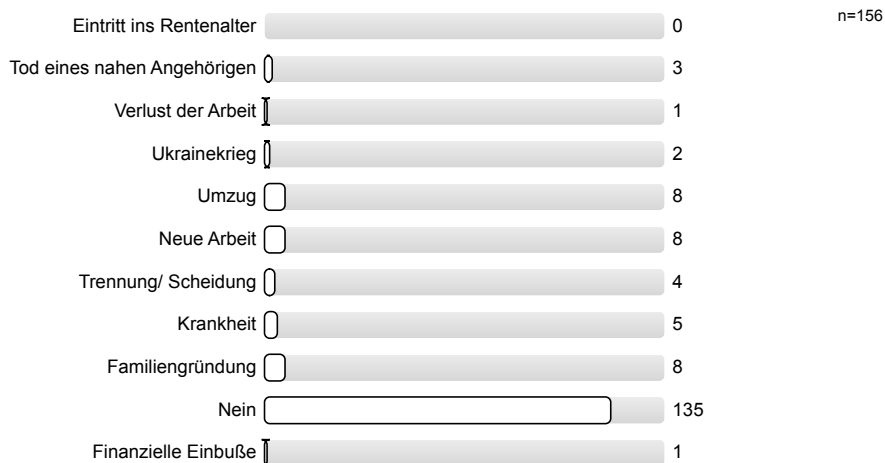 n=156
Eintritt ins Rentenalter 0
Tod eines nahen Angehörigen 3
Verlust der Arbeit 1
Ukrainekrieg 2
Umzug 8
Neue Arbeit 8
Trennung/ Scheidung 4
Krankheit 5
Familiengründung 8
Nein 135
Finanzielle Einbuße 1